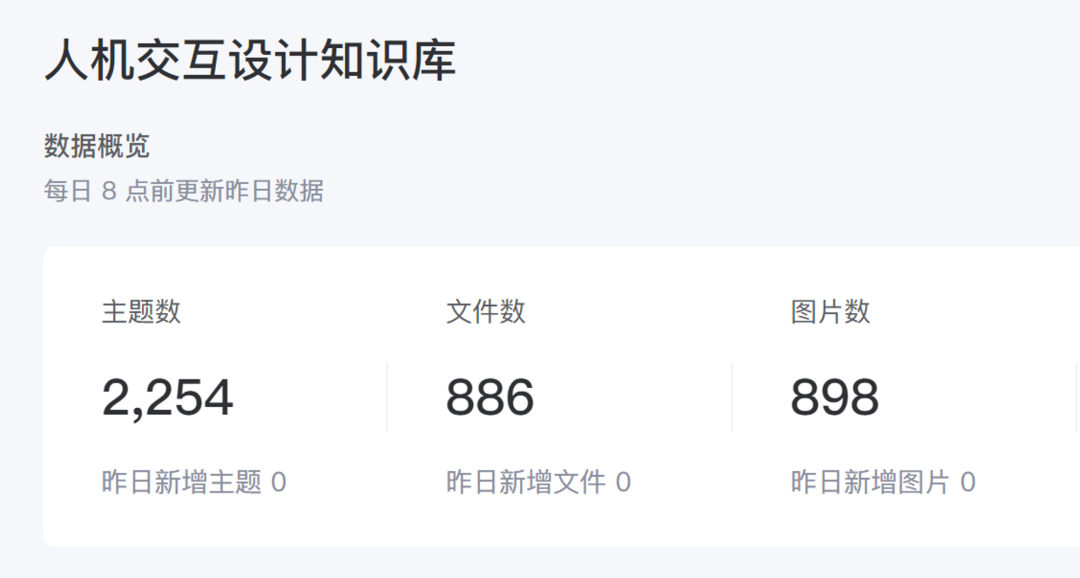 人机交互设计知识库
数据概览
每日 8 点前更新昨日数据
主题数
2,254
昨日新增主题 0
文件数
886
昨日新增文件 0
图片数
898
昨日新增图片 0